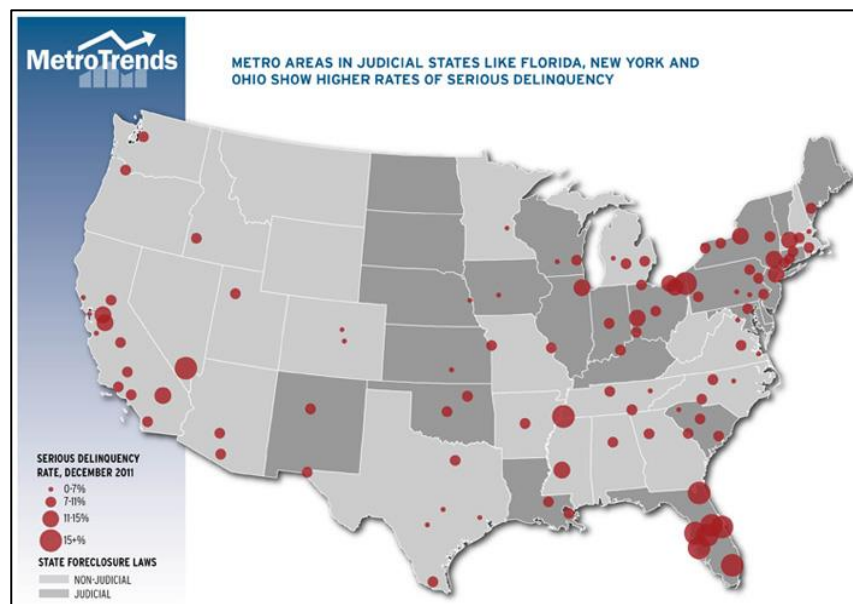 MetroTrends
METRO AREAS IN JUDICIAL STATES LIKE FLORIDA, NEW YORK AND
OHIO SHOW HIGHER RATES OF SERIOUS DELINQUENCY
SERIOUS DELINQUENCY
RATE, DECEMBER 2011
0-7%
7-11%
11-15%
15+%
STATE FORECLOSURE LAWS
NON-JUDICIAL
JUDICIAL